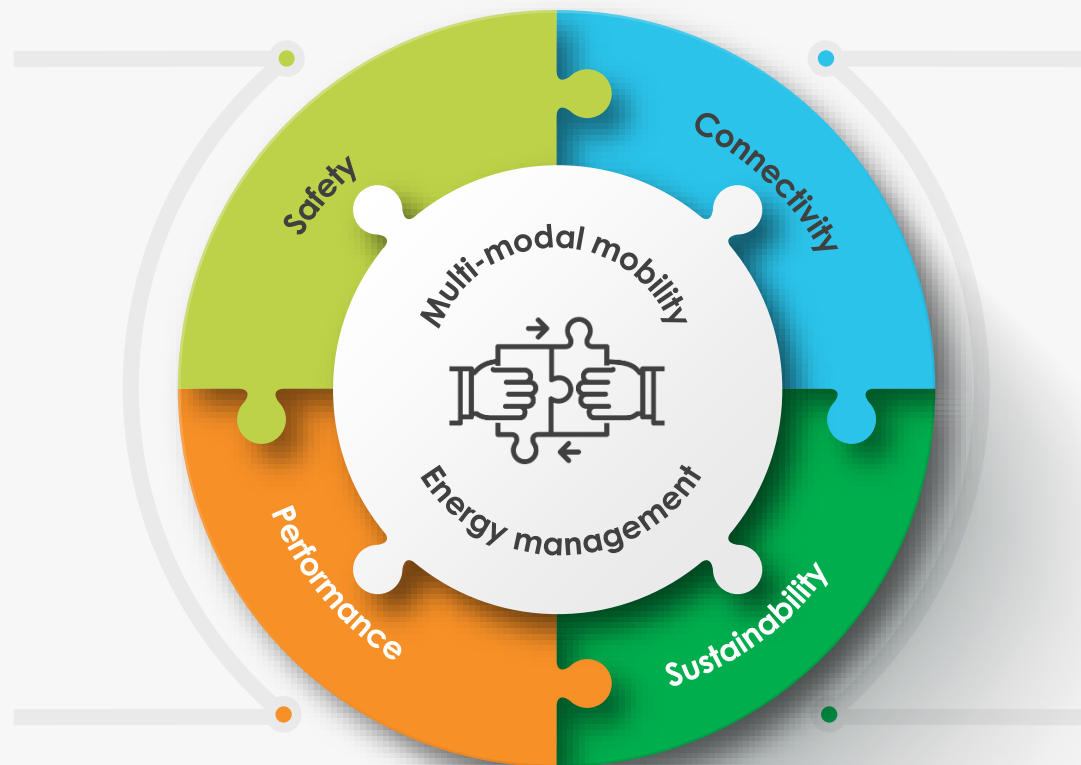 Safety
Connectivity
Multi-modal mobility
Energy management
Performance
Sustainability